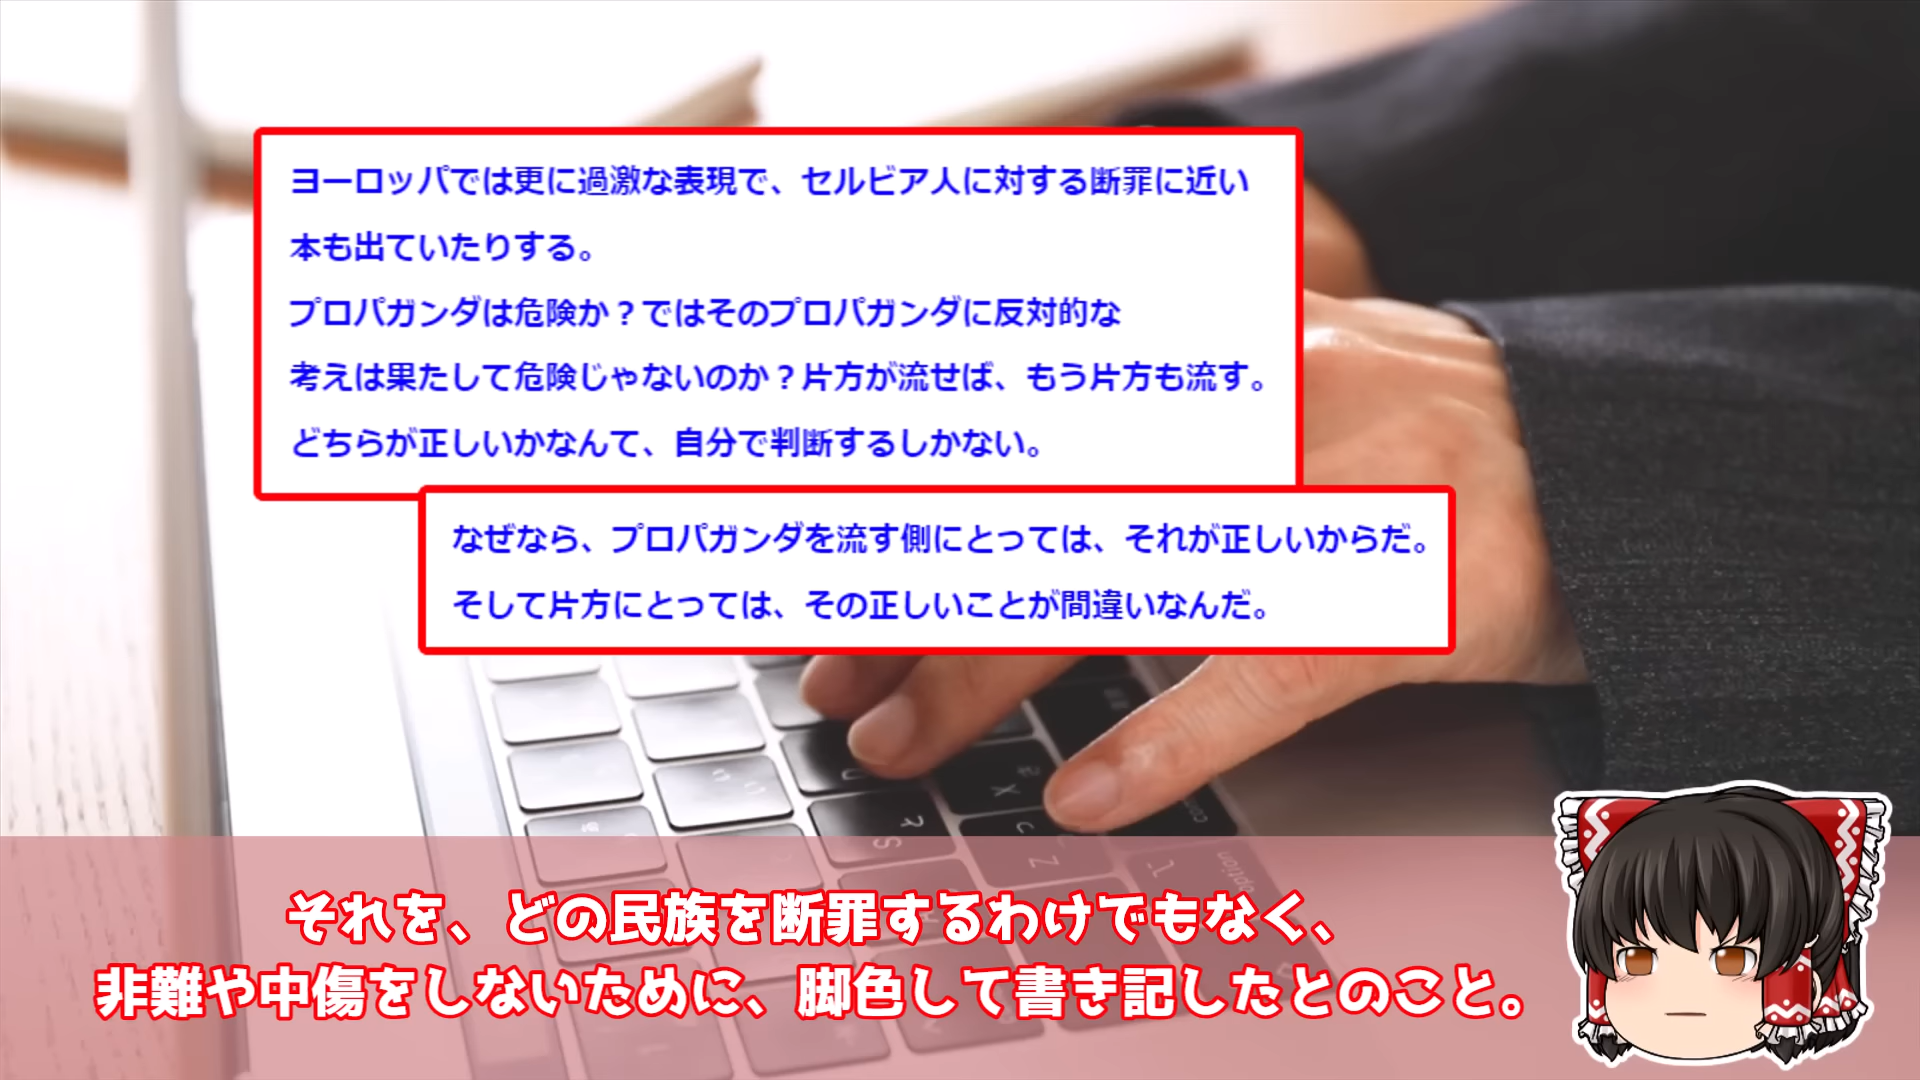 ヨーロッパでは更に過激な表現で、セルビア人に対する断罪に近い
本も出ていたりする。
プロパガンダは危険か？ではそのプロパガンダに反対的な
考えは果たして危険じゃないのか？片方が流せば、もう片方も流す。
どちらが正しいかなんて、自分で判断するしかない。
なぜなら、プロパガンダを流す側にとっては、それが正しいからだ。
そして片方にとっては、その正しいことが間違いなんだ。
それを、どの民族を断罪するわけでもなく、
非難や中傷をしないために、脚色して書き記したとのこと。